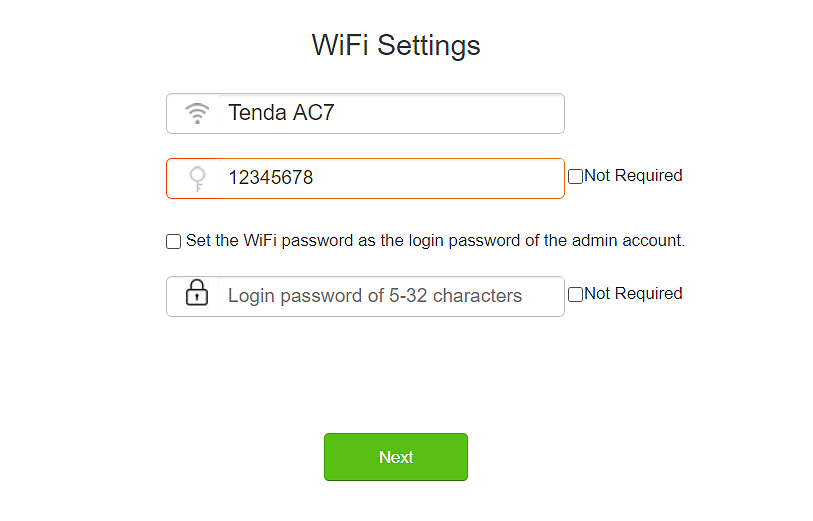 WiFi Settings
Tenda AC7
12345678 Not Required
Set the WiFi password as the login password of the admin account.
Login password of 5-32 characters Not Required
Next